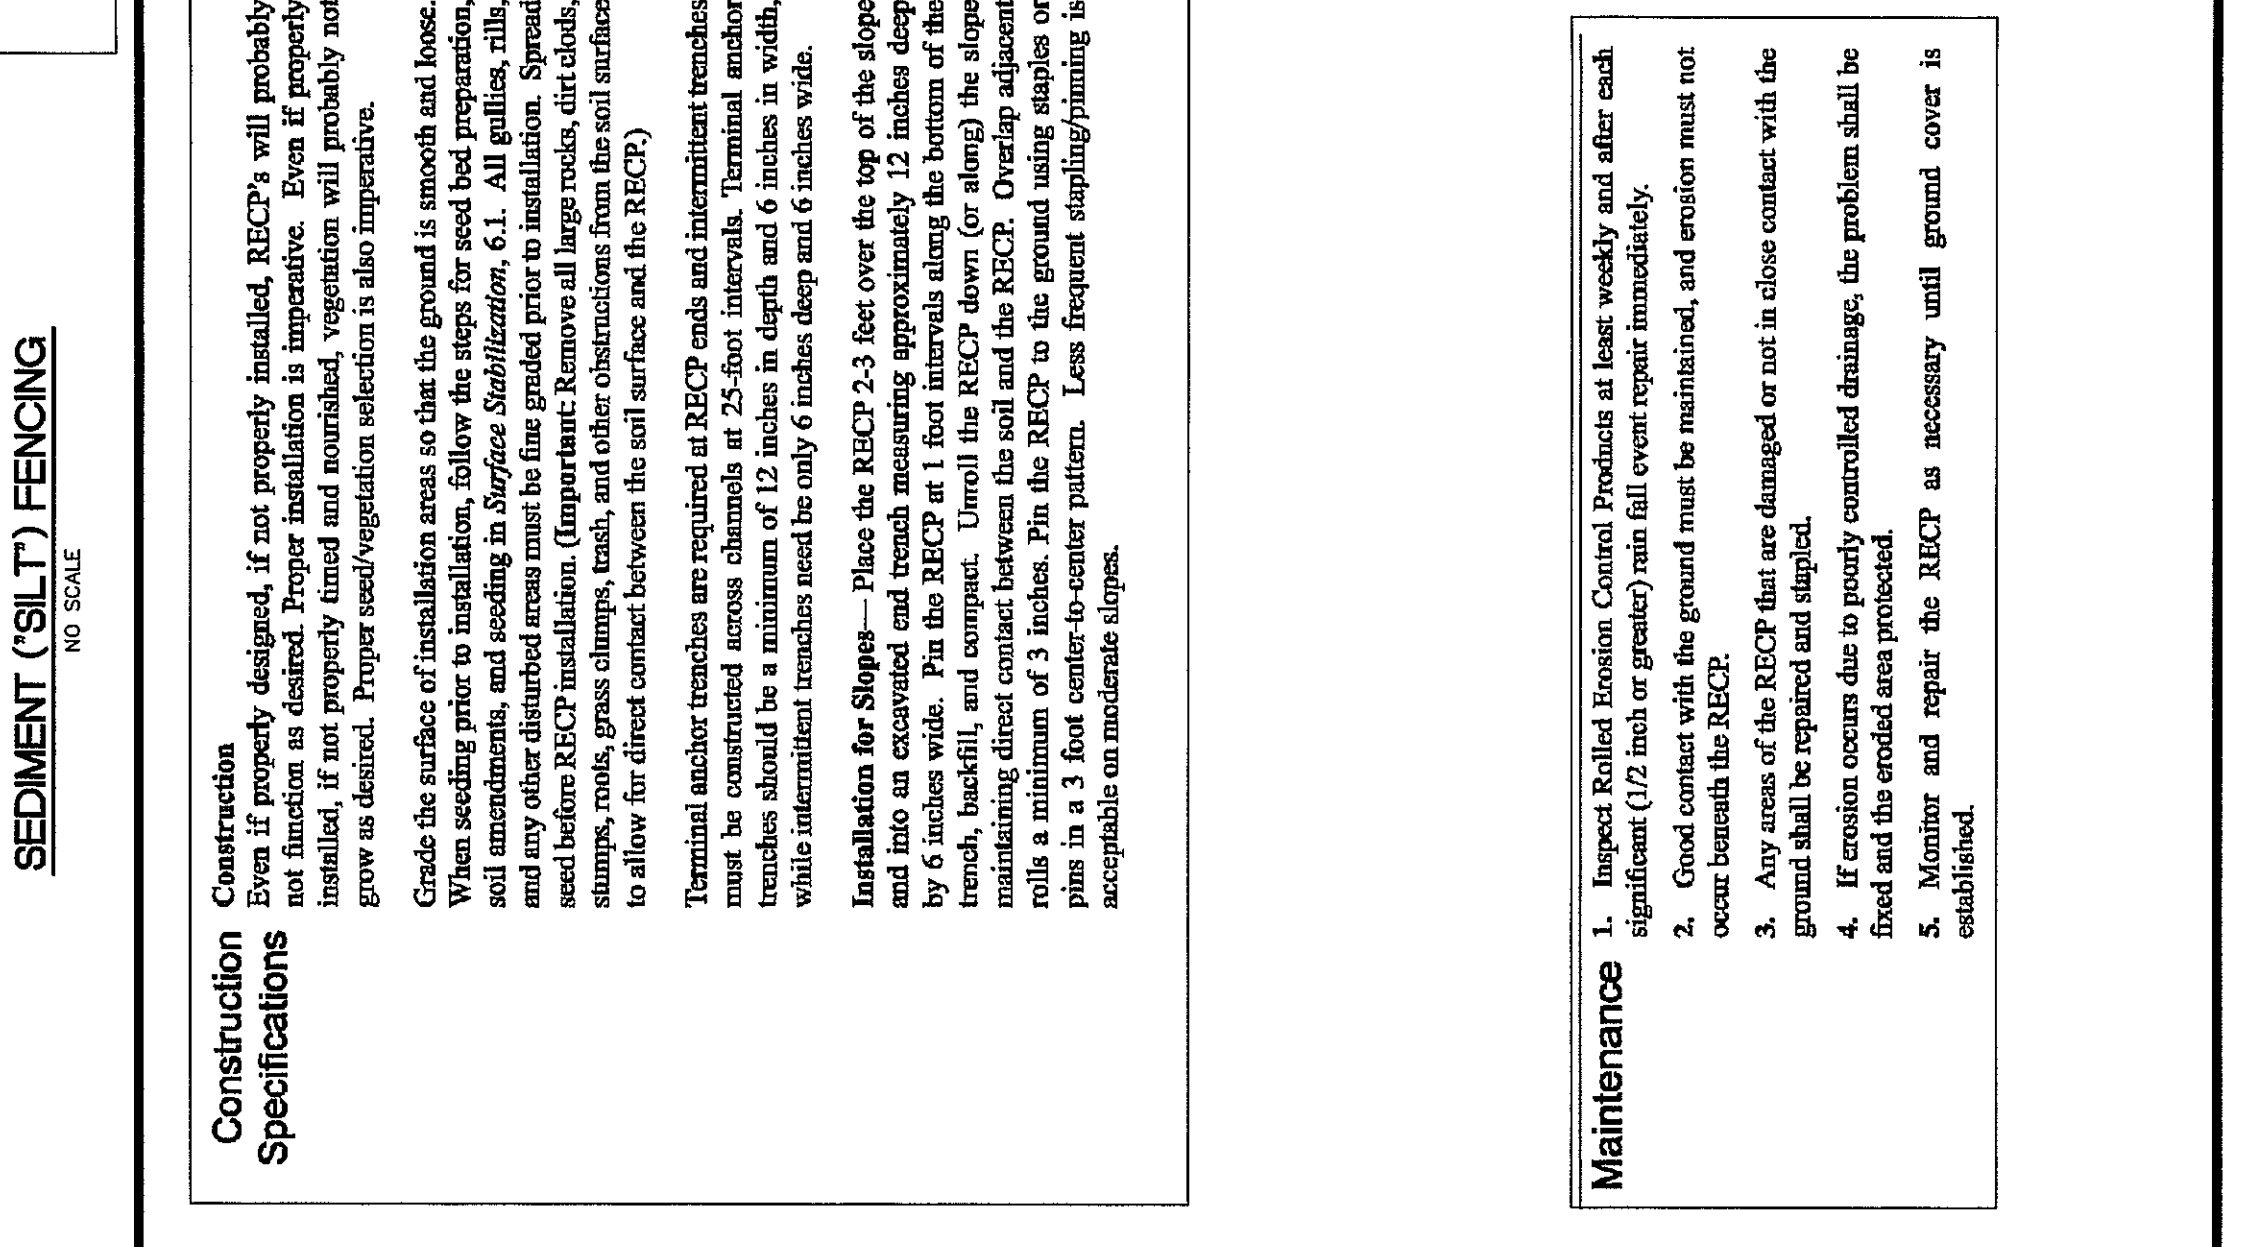 SEDIMENT ("SILT") FENCING
NO SCALE
Construction
Specifications
Construction
Even if properly designed, if not properly installed, RECP's will probably
not function as desired. Proper installation is imperative. Even if properly
installed, if not properly timed and nourished, vegetation will probably not
grow as desired. Proper seed/vegetation selection is also imperative.
Grade the surface of installation areas so that the ground is smooth and loose.
When seeding prior to installation, follow the steps for seed bed preparation,
soil amendments, and seeding in Surface Stabilization, 6.1. All gullies, rills,
and any other disturbed areas must be fine graded prior to installation. Spread
seed before RECP installation. (Important: Remove all large rocks, dirt clods,
stumps, roots, grass clumps, trash, and other obstructions from the soil surface
to allow for direct contact between the soil surface and the RECP.)
Terminal anchor trenches are required at RECP ends and intermittent trenches
must be constructed across channels at 25-foot intervals. Terminal anchor
trenches should be a minimum of 12 inches in depth and 6 inches in width,
while intermittent trenches need be only 6 inches deep and 6 inches wide.
Installation for Slopes— Place the RECP 2-3 feet over the top of the slope
and into an excavated end trench measuring approximately 12 inches deep
by 6 inches wide. Pin the RECP at 1 foot intervals along the bottom of the
trench, backfill, and compact. Unroll the RECP down (or along) the slope
maintaining direct contact between the soil and the RECP. Overlap adjacent
rolls a minimum of 3 inches. Pin the RECP to the ground using staples or
pins in a 3 foot center-to-center pattern. Less frequent stapling/pinning is
acceptable on moderate slopes.
Maintenance
1. Inspect Rolled Erosion Control Products at least weekly and after each
significant (1/2 inch or greater) rain fall event repair immediately.
2. Good contact with the ground must be maintained, and erosion must not
occur beneath the RECP.
3. Any areas of the RECP that are damaged or not in close contact with the
ground shall be repaired and stapled.
4. If erosion occurs due to poorly controlled drainage, the problem shall be
fixed and the eroded area protected.
5. Monitor and repair the RECP as necessary until ground cover is
established.